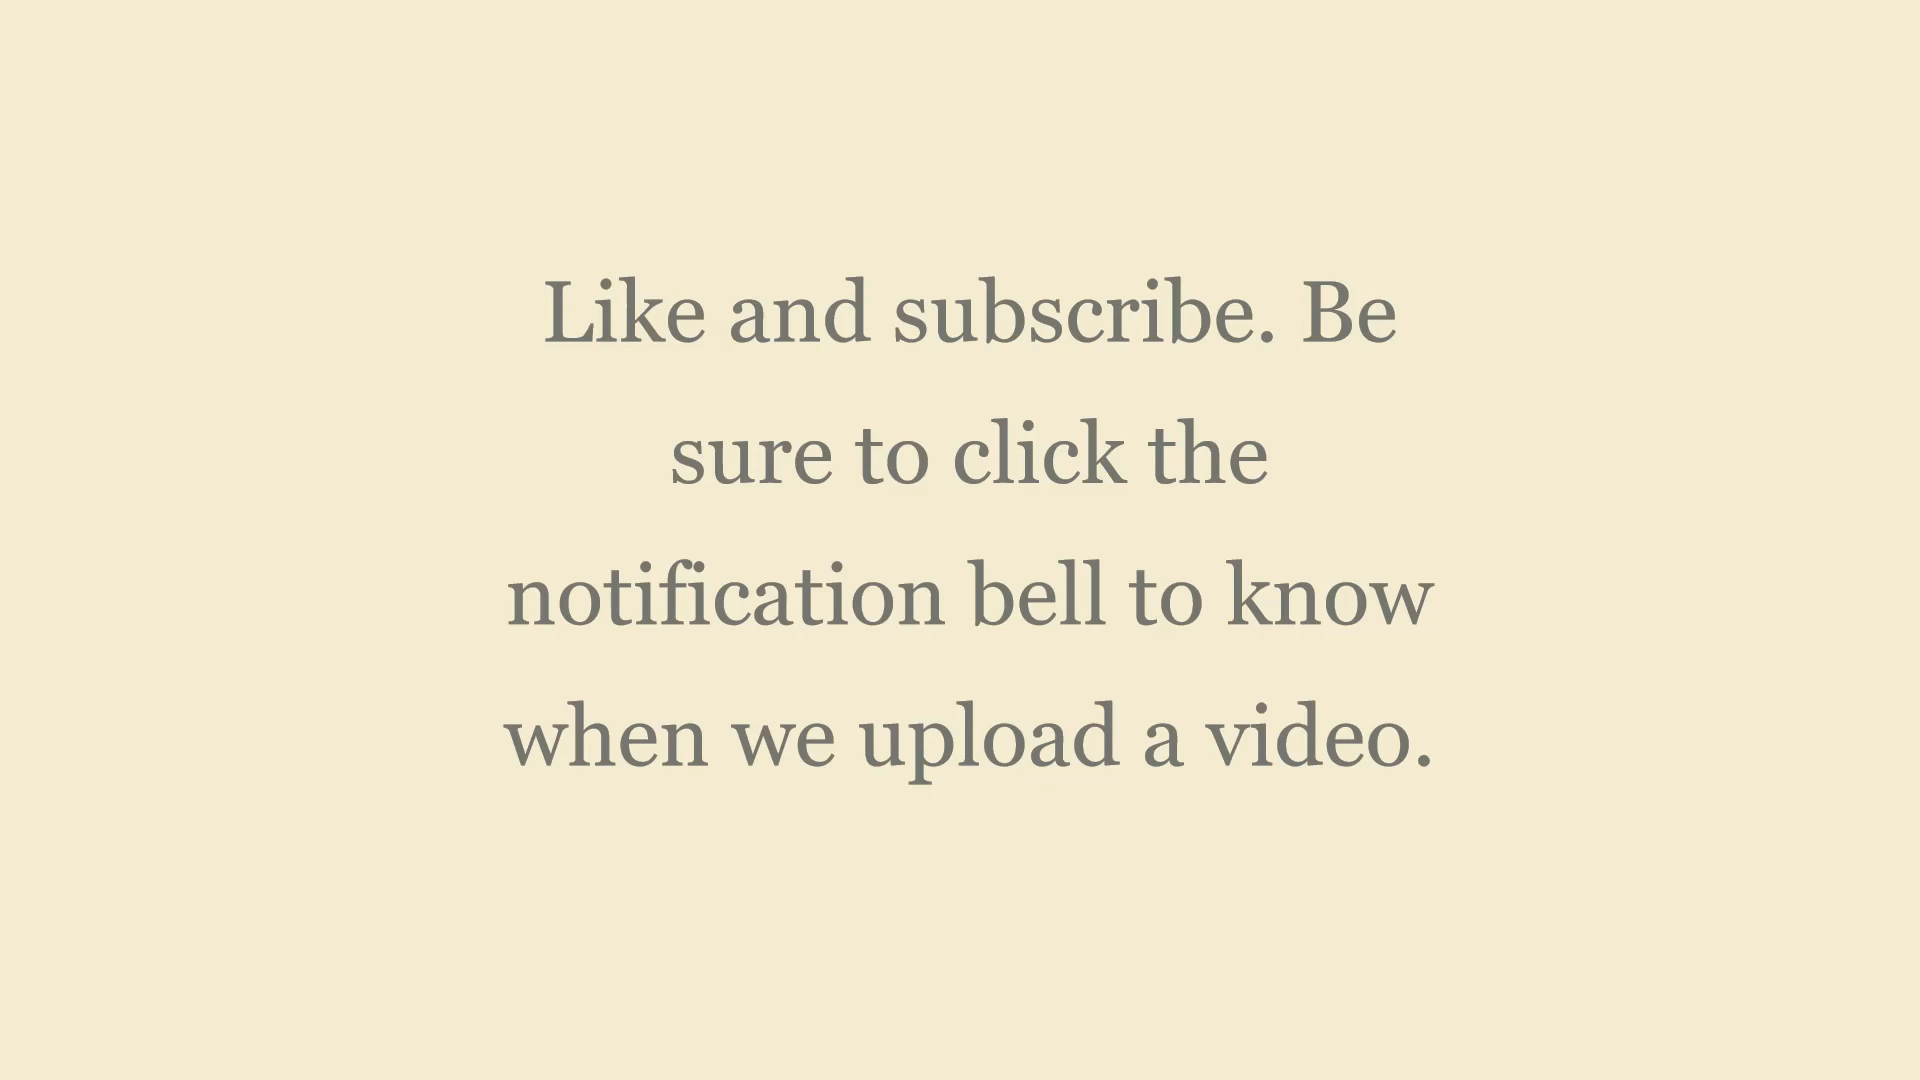 Like and subscribe. Be
sure to click the
notification bell to know
when we upload a video.